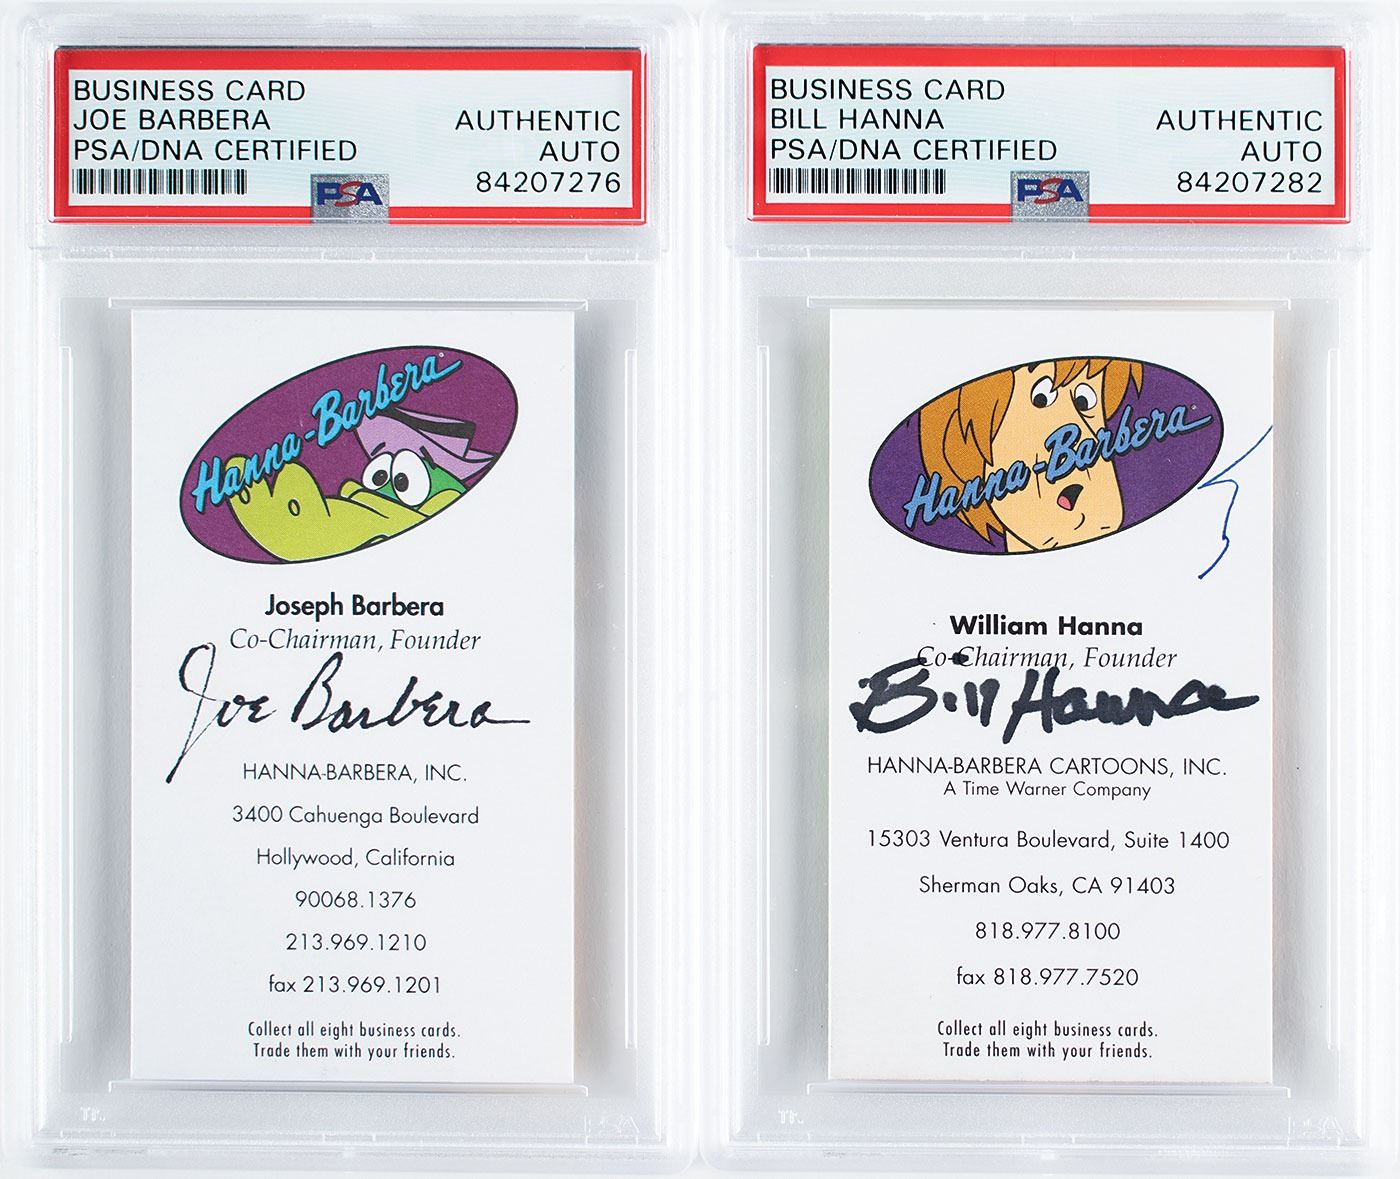 BUSINESS CARD
JOE BARBERA
AUTHENTIC
PSA/DNA CERTIFIED
AUTO
84207276
PSA
Hanna-Barbera
Joseph Barbera
Co-Chairman, Founder
Joe Barbera
HANNA-BARBERA, INC.
3400 Cahuenga Boulevard
Hollywood, California
90068.1376
213.969.1210
fax 213.969.1201
Collect all eight business cards.
Trade them with your friends.
PSA
BUSINESS CARD
BILL HANNA
AUTHENTIC
PSA/DNA CERTIFIED
AUTO
84207282
PSA
Hanna-Barbera
William Hanna
Co-Chairman, Founder
Bill Hanna
HANNA-BARBERA CARTOONS, INC.
A Time Warner Company
15303 Ventura Boulevard, Suite 1400
Sherman Oaks, CA 91403
818.977.8100
fax 818.977.7520
Collect all eight business cards.
Trade them with your friends.
PSA